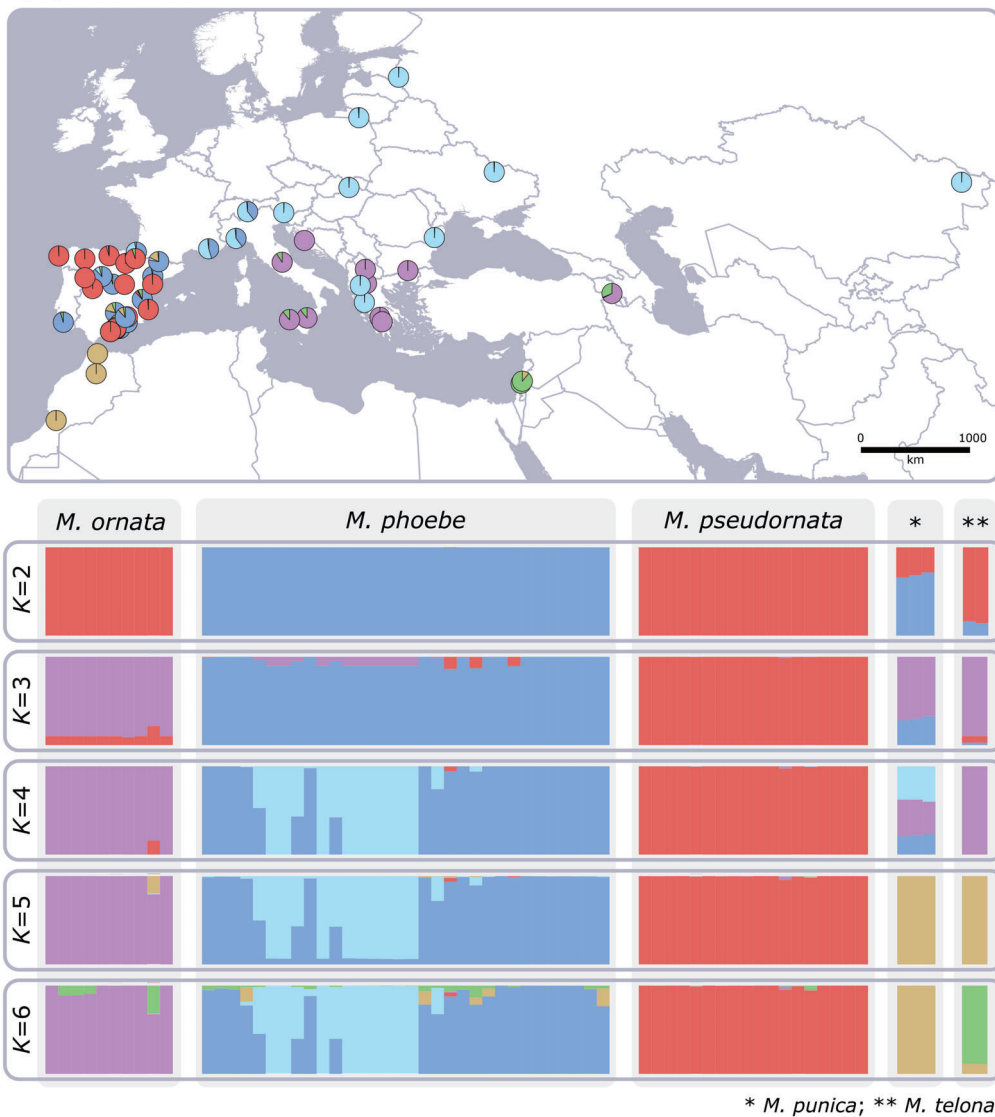 0 1000
km
M. ornata M. phoebe M. pseudornata * **
K=2
K=3
K=4
K=5
K=6
* M. punica; ** M. telona